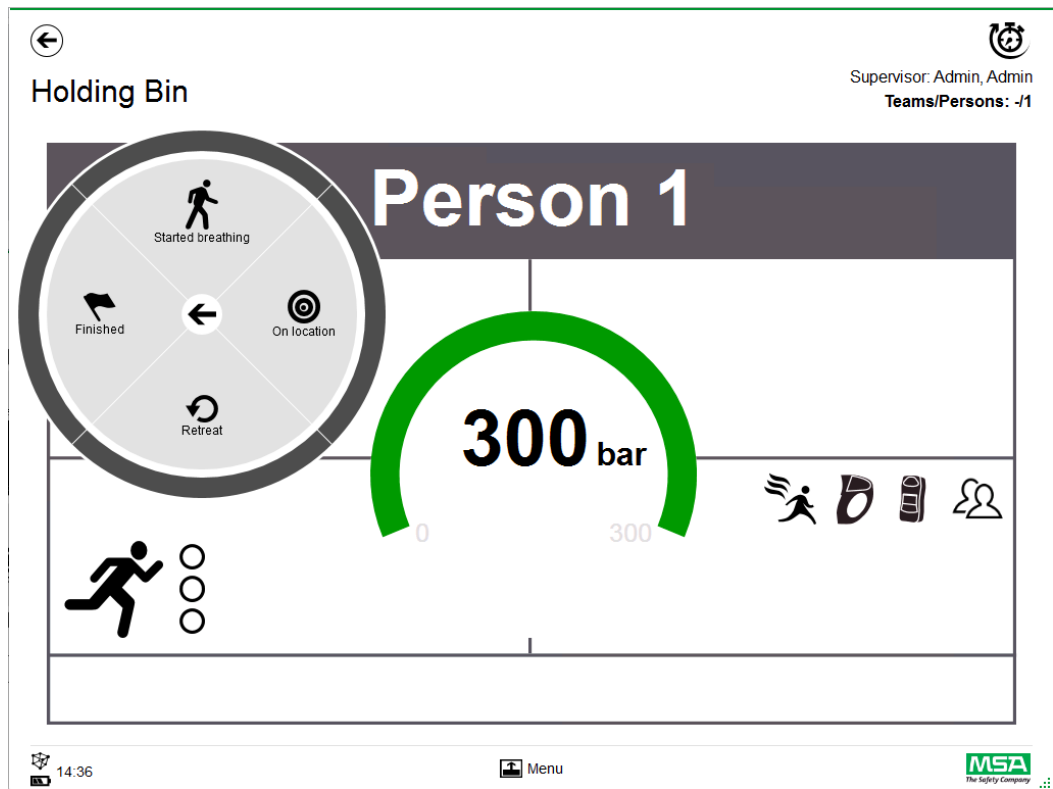 Supervisor: Admin, Admin
Holding Bin
Teams/Persons: -/1
Person 1
Started breathing
Finished
On location
Retreat
300 bar
0
300
14:36
Menu
MSA
The Safety Company